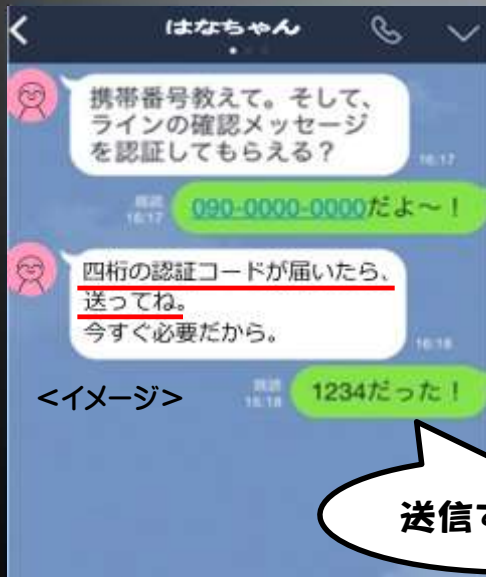 はなちゃん
携帯番号教えて。そして、
ラインの確認メッセージ
を認証してもらえる？
16:17
既読
16:17
090-0000-0000だよ～！
四桁の認証コードが届いたら、
送ってね。
今すぐ必要だから。
16:18
＜イメージ＞
既読
16:18
1234だった！
送信